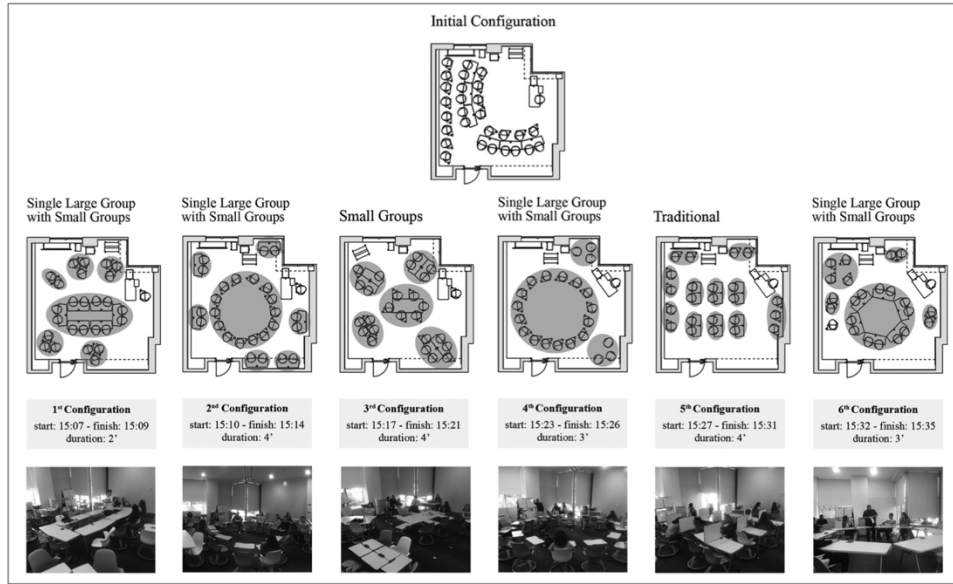 Initial Configuration
Single Large Group
with Small Groups
Single Large Group
with Small Groups
Small Groups
Single Large Group
with Small Groups
Traditional
Single Large Group
with Small Groups
1st Configuration
start: 15:07 - finish: 15:09
duration: 2’
2nd Configuration
start: 15:10 - finish: 15:14
duration: 4’
3rd Configuration
start: 15:17 - finish: 15:21
duration: 4’
4th Configuration
start: 15:23 - finish: 15:26
duration: 3’
5th Configuration
start: 15:27 - finish: 15:31
duration: 4’
6th Configuration
start: 15:32 - finish: 15:35
duration: 3’